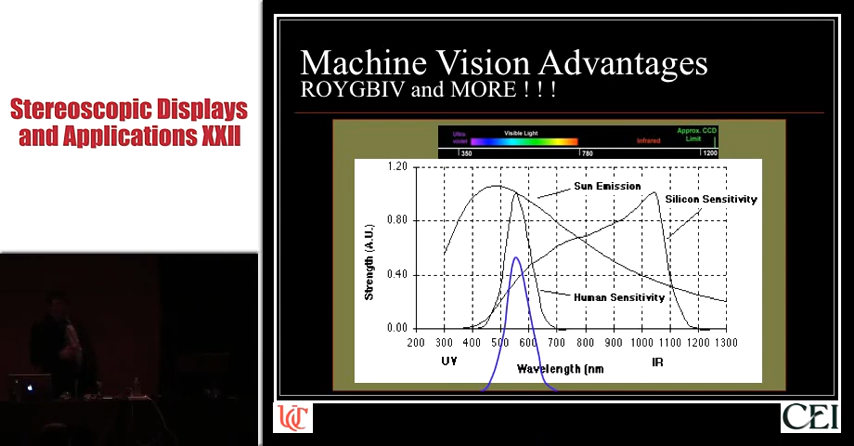 Stereoscopic Displays
and Applications XXII
Machine Vision Advantages
ROYGBIV and MORE ! ! !
Ultra
violet
Visible Light
Infrared
Approx. CCD
Limit
350
780
1200
1.20
0.80
0.40
0.00
Strength (A.U.)
Sun Emission
Silicon Sensitivity
Human Sensitivity
200 300 400 500 600 700 800 900 1000 1100 1200 1300
UV
Wavelength (nm
IR
UC
CEI